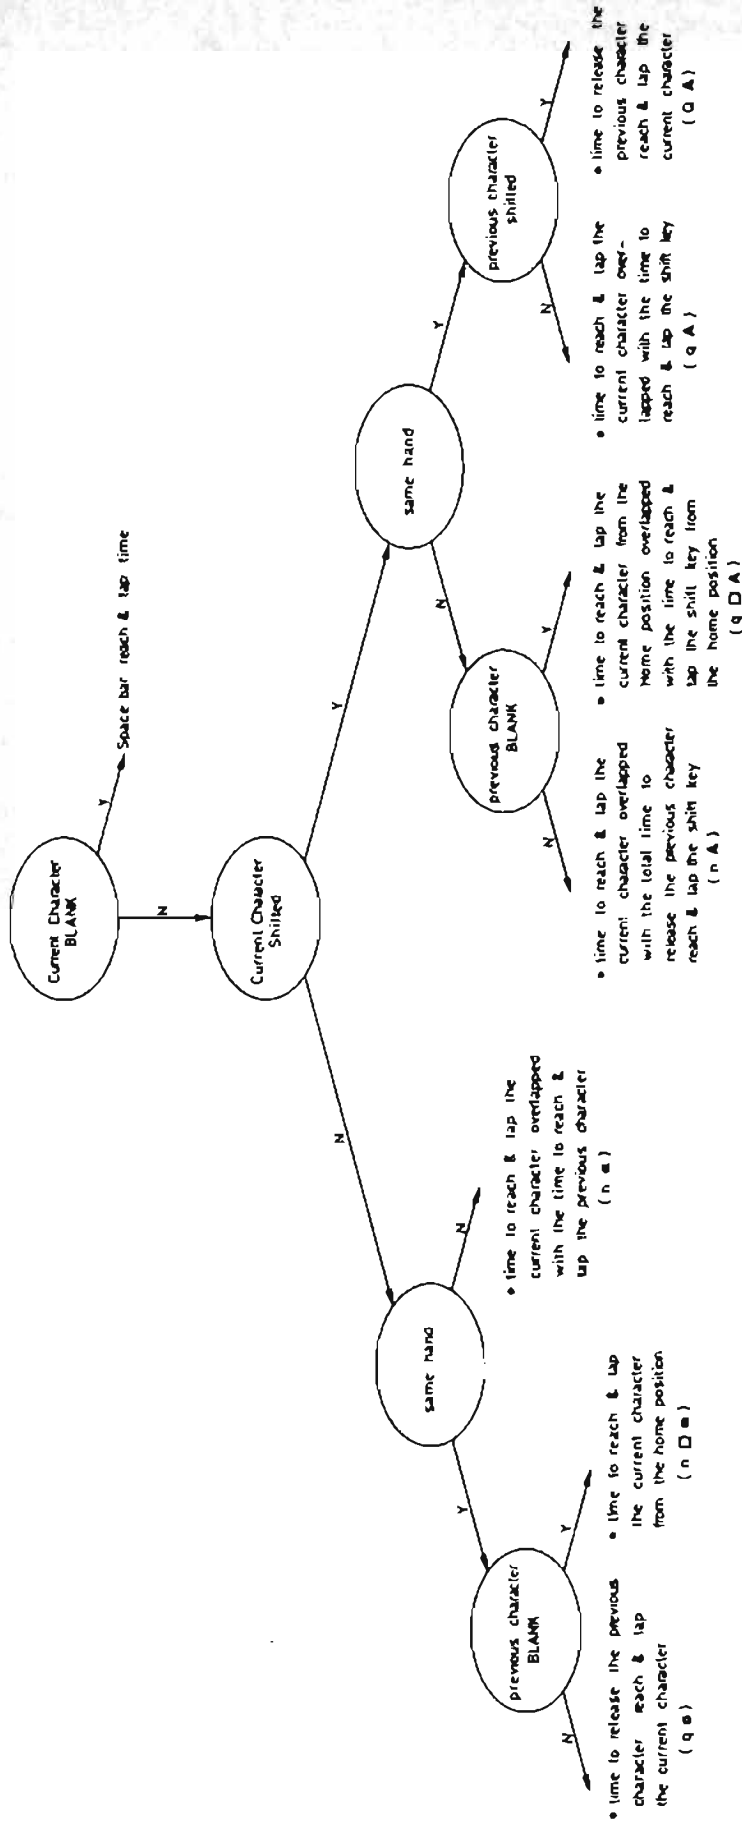 Current Character
BLANK
Y
Space bar reach & tap time
N
Current Character
Shifted
N
Y
same hand
same hand
Y
N
N
Y
previous character
BLANK
previous character
BLANK
previous character
shifted
N
Y
N
Y
N
Y
• time to release the previous
character reach & tap
the current character
(q a)
• time to reach & tap
the current character
from the home position
(n □ a)
• time to reach & tap the
current character overlapped
with the time to reach &
tap the previous character
(n a)
• time to reach & tap the
current character overlapped
with the total time to
release the previous character
reach & tap the shift key
(n A)
• time to reach & tap the
current character from the
Home position overlapped
with the time to reach &
tap the shift key from
the home position
(q □ A)
• time to reach & tap the
current character over-
lapped with the time to
reach & tap the shift key
(q A)
• time to release the
previous character
reach & tap the
current character
(Q A)